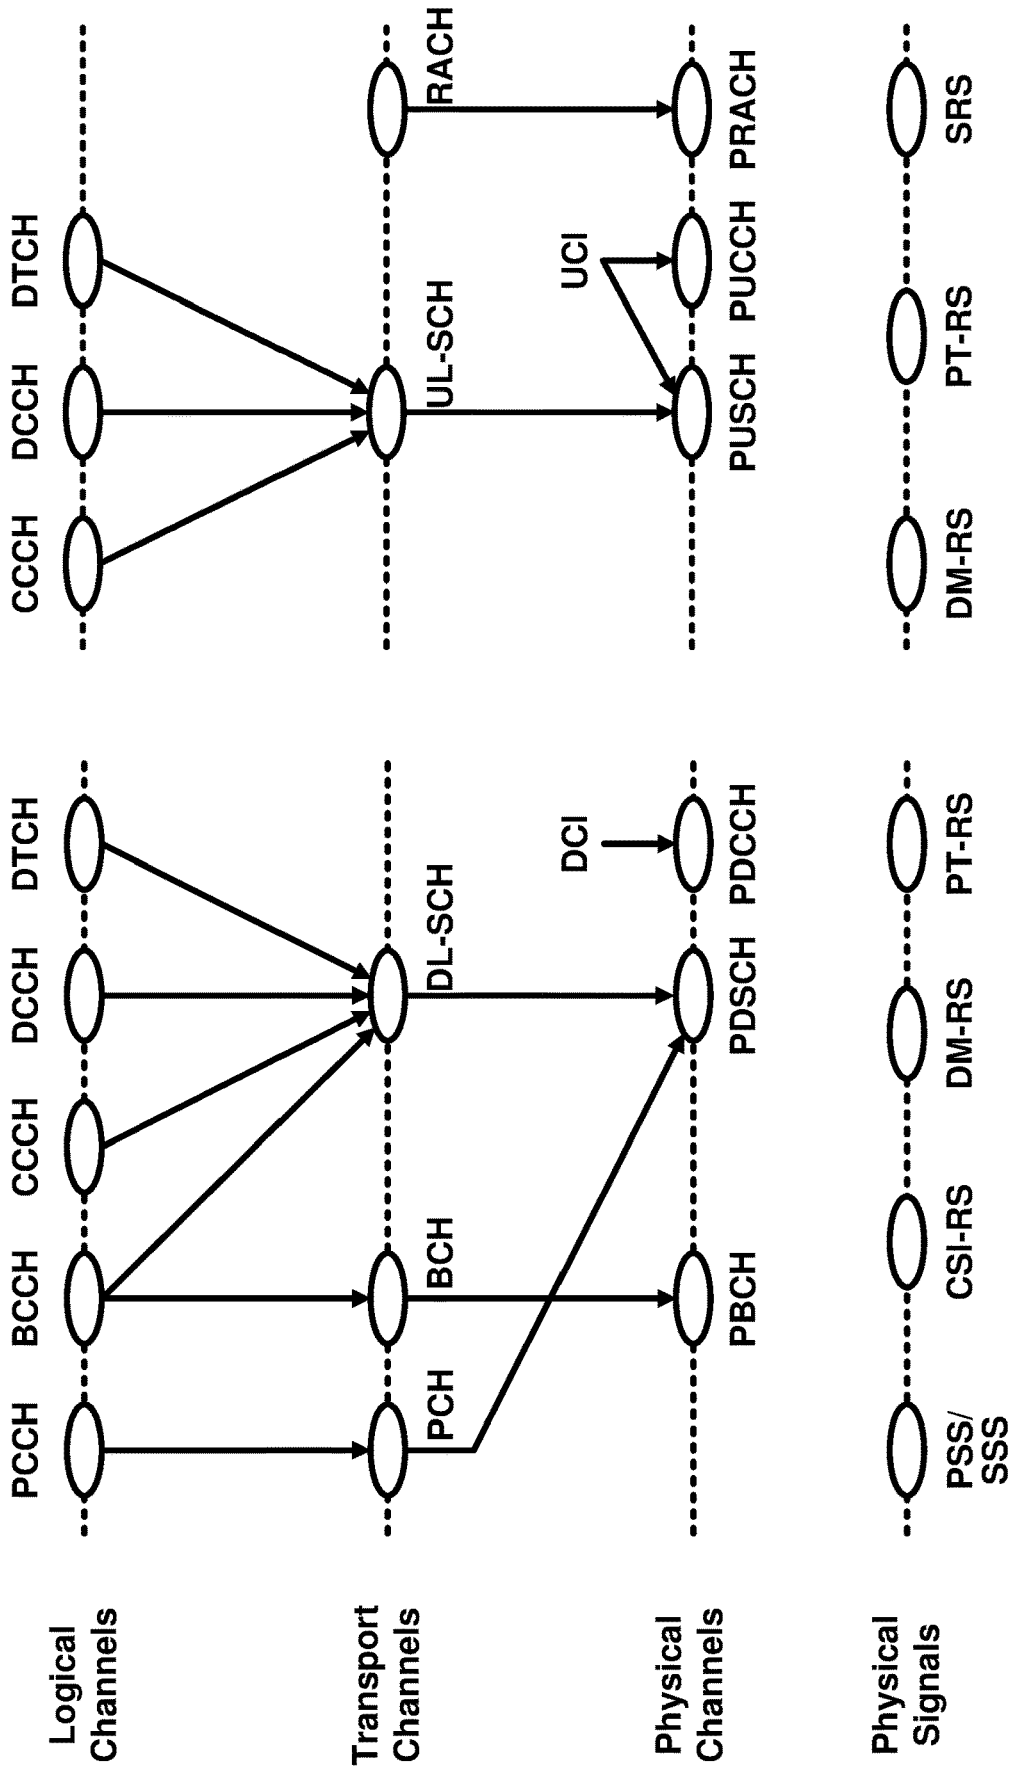 Logical
Channels
PCCH
BCCH
CCCH
DCCH
DTCH
CCCH
DCCH
DTCH
Transport
Channels
PCH
BCH
DL-SCH
UL-SCH
RACH
DCI
UCI
Physical
Channels
PBCH
PDSCH
PDCCH
PUSCH
PUCCH
PRACH
Physical
Signals
PSS/
SSS
CSI-RS
DM-RS
PT-RS
DM-RS
PT-RS
SRS